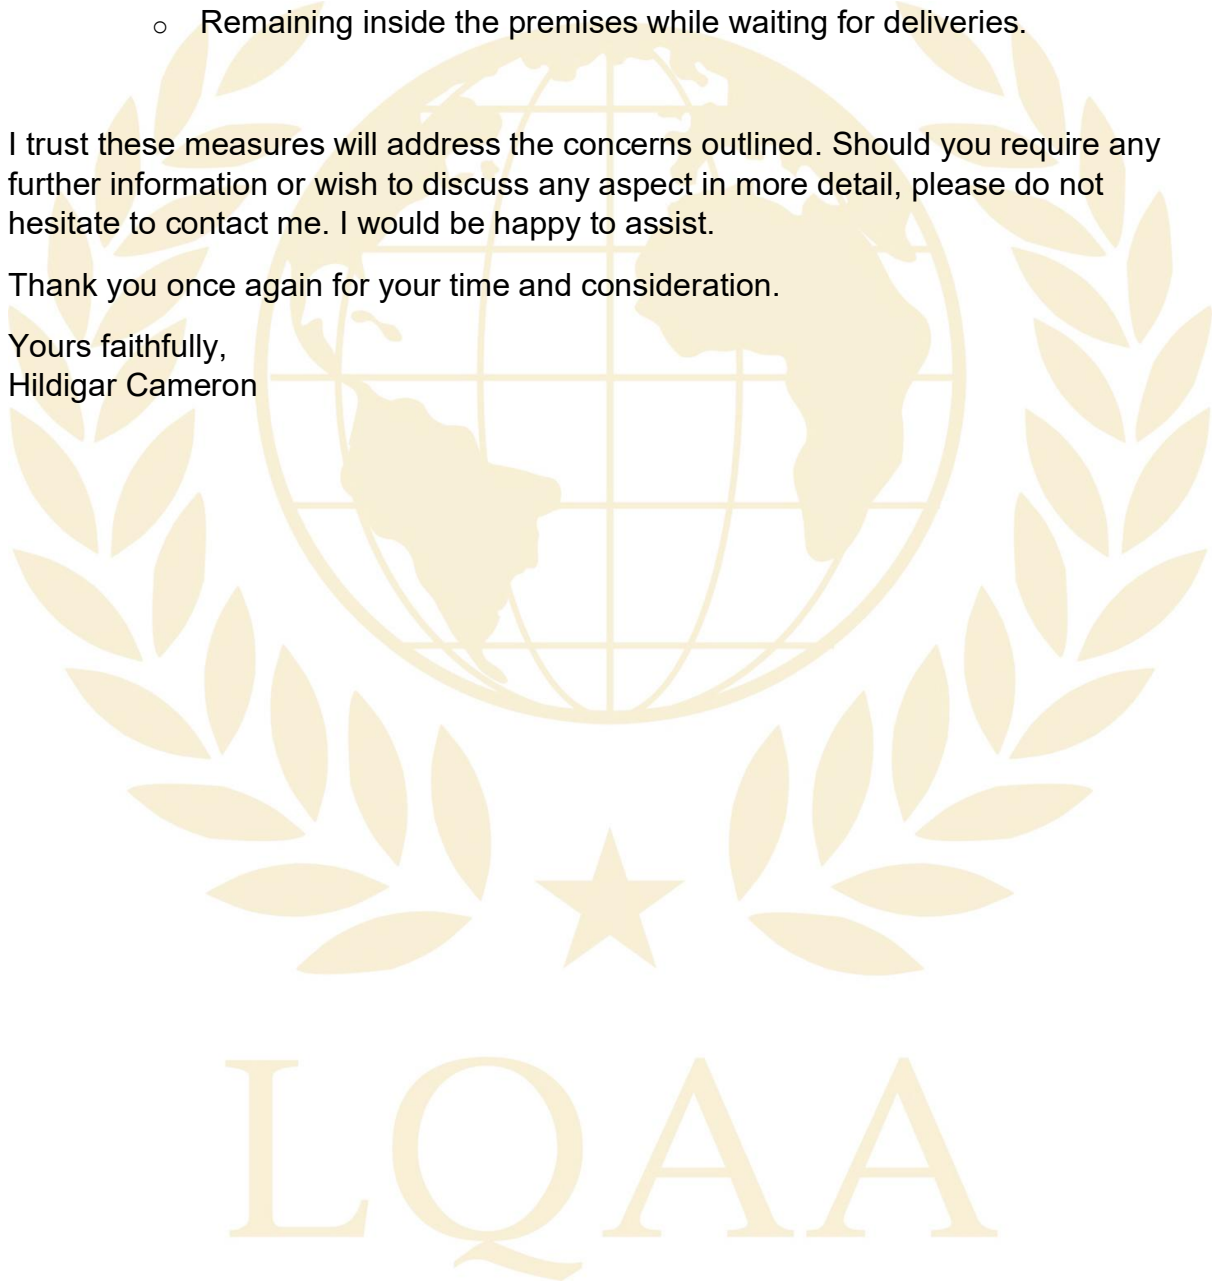 ○ Remaining inside the premises while waiting for deliveries.
I trust these measures will address the concerns outlined. Should you require any
further information or wish to discuss any aspect in more detail, please do not
hesitate to contact me. I would be happy to assist.
Thank you once again for your time and consideration.
Yours faithfully,
Hildigar Cameron
LQAA